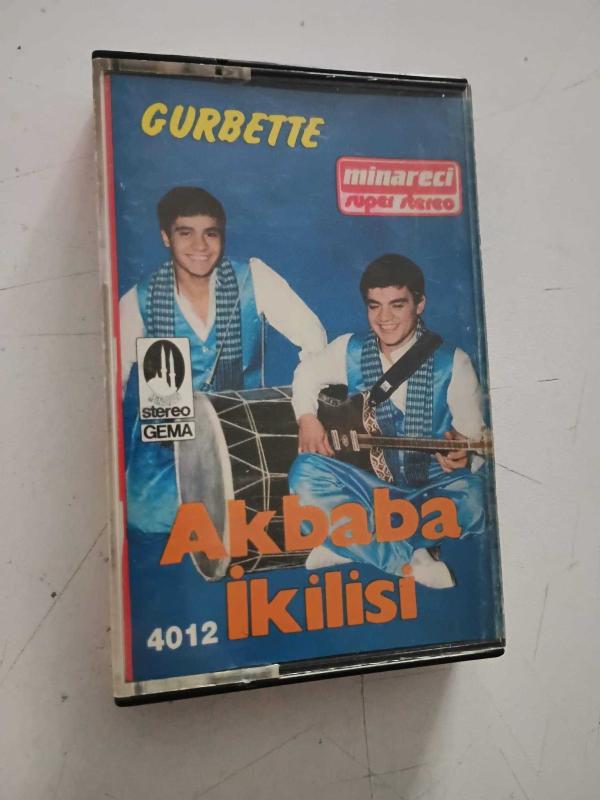 GURBETTE
minareci
super stereo
stereo
GEMA
Akbaba
İkilisi
4012